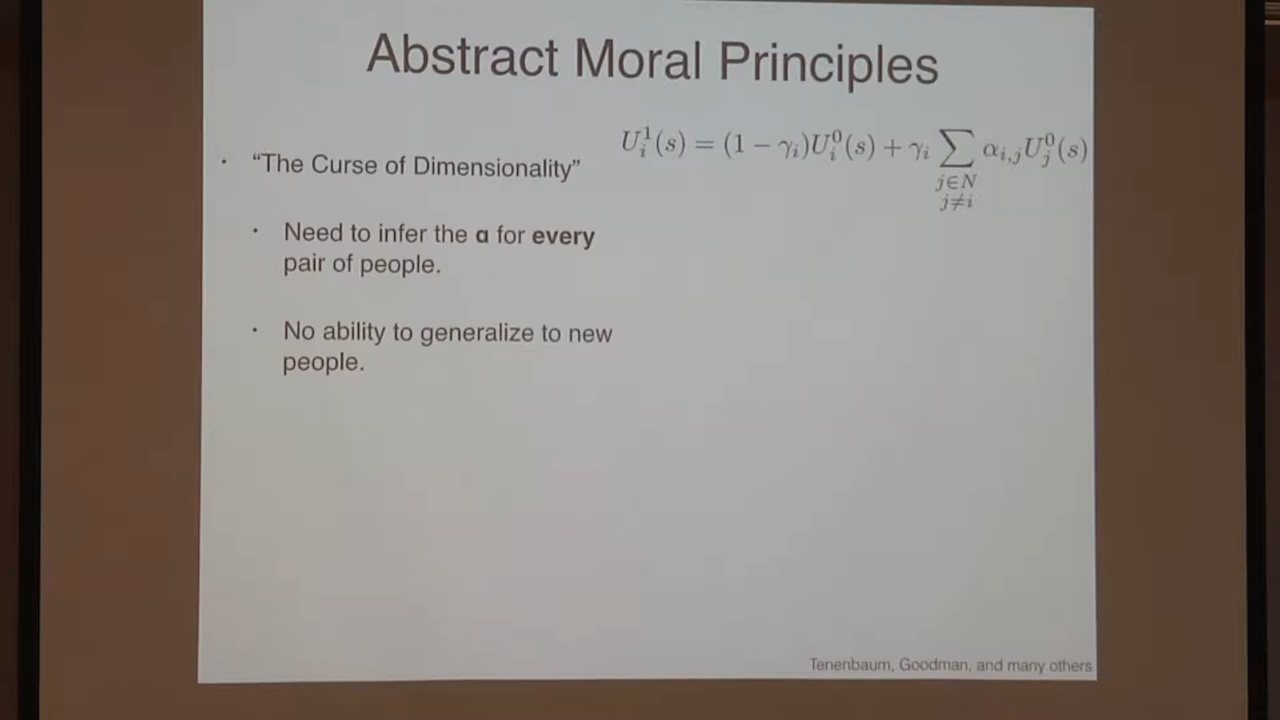 Abstract Moral Principles
U_i^1(s) = (1 − γ_i)U_i^0(s) + γ_i ∑_{j∈N, j≠i} α_{i,j}U_j^0(s)
· “The Curse of Dimensionality”
· Need to infer the α for every
pair of people.
· No ability to generalize to new
people.
Tenenbaum, Goodman, and many others